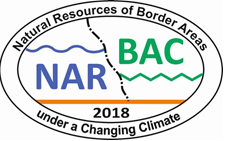 Natural Resources of Border Areas
BAC
NAR
2018
under a Changing Climate